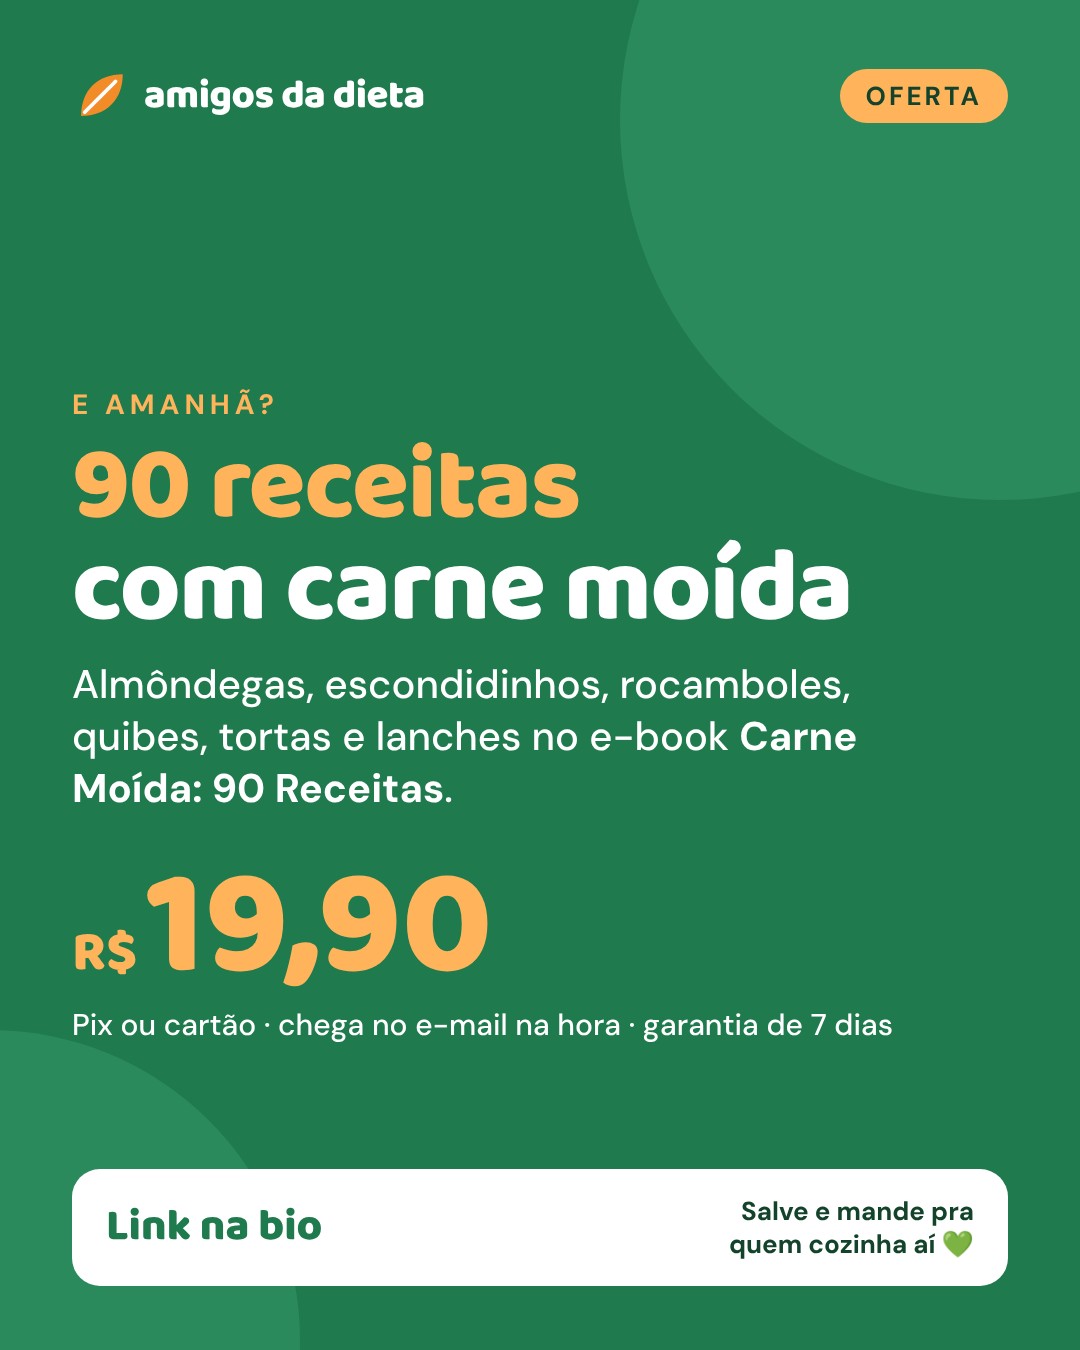 amigos da dieta
OFERTA
E AMANHÃ?
90 receitas
com carne moída
Almôndegas, escondidinhos, rocamboles,
quibes, tortas e lanches no e-book Carne
Moída: 90 Receitas.
R$ 19,90
Pix ou cartão · chega no e-mail na hora · garantia de 7 dias
Link na bio
Salve e mande pra
quem cozinha aí 💚